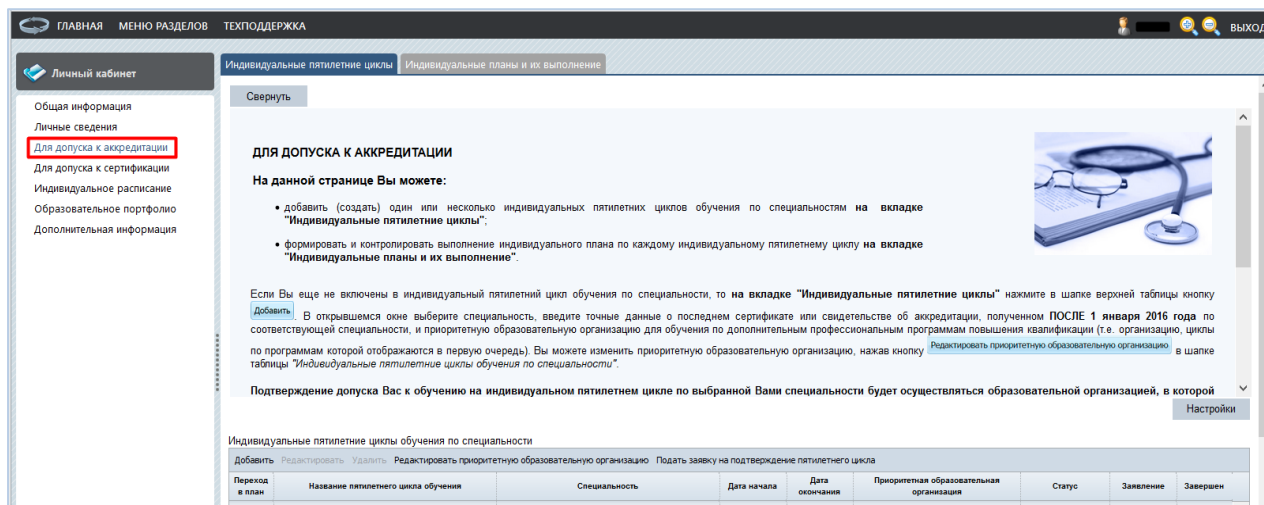 ГЛАВНАЯ МЕНЮ РАЗДЕЛОВ ТЕХПОДДЕРЖКА ВЫХОД
Личный кабинет
Общая информация
Личные сведения
Для допуска к аккредитации
Для допуска к сертификации
Индивидуальное расписание
Образовательное портфолио
Дополнительная информация
Индивидуальные пятилетние циклы Индивидуальные планы и их выполнение
Свернуть
ДЛЯ ДОПУСКА К АККРЕДИТАЦИИ
На данной странице Вы можете:
• добавить (создать) один или несколько индивидуальных пятилетних циклов обучения по специальностям на вкладке
"Индивидуальные пятилетние циклы";
• формировать и контролировать выполнение индивидуального плана по каждому индивидуальному пятилетнему циклу на вкладке
"Индивидуальные планы и их выполнение".
Если Вы еще не включены в индивидуальный пятилетний цикл обучения по специальности, то на вкладке "Индивидуальные пятилетние циклы" нажмите в шапке верхней таблицы кнопку
Добавить. В открывшемся окне выберите специальность, введите точные данные о последнем сертификате или свидетельстве об аккредитации, полученном ПОСЛЕ 1 января 2016 года по
соответствующей специальности, и приоритетную образовательную организацию для обучения по дополнительным профессиональным программам повышения квалификации (т.е. организацию, циклы
по программам которой отображаются в первую очередь). Вы можете изменить приоритетную образовательную организацию, нажав кнопку Редактировать приоритетную образовательную организацию в шапке
таблицы "Индивидуальные пятилетние циклы обучения по специальности".
Подтверждение допуска Вас к обучению на индивидуальном пятилетнем цикле по выбранной Вами специальности будет осуществляться образовательной организацией, в которой
Настройки
Индивидуальные пятилетние циклы обучения по специальности
Добавить Редактировать Удалить Редактировать приоритетную образовательную организацию Подать заявку на подтверждение пятилетнего цикла
Переход в план Название пятилетнего цикла обучения Специальность Дата начала Дата окончания Приоритетная образовательная организация Статус Заявление Завершен